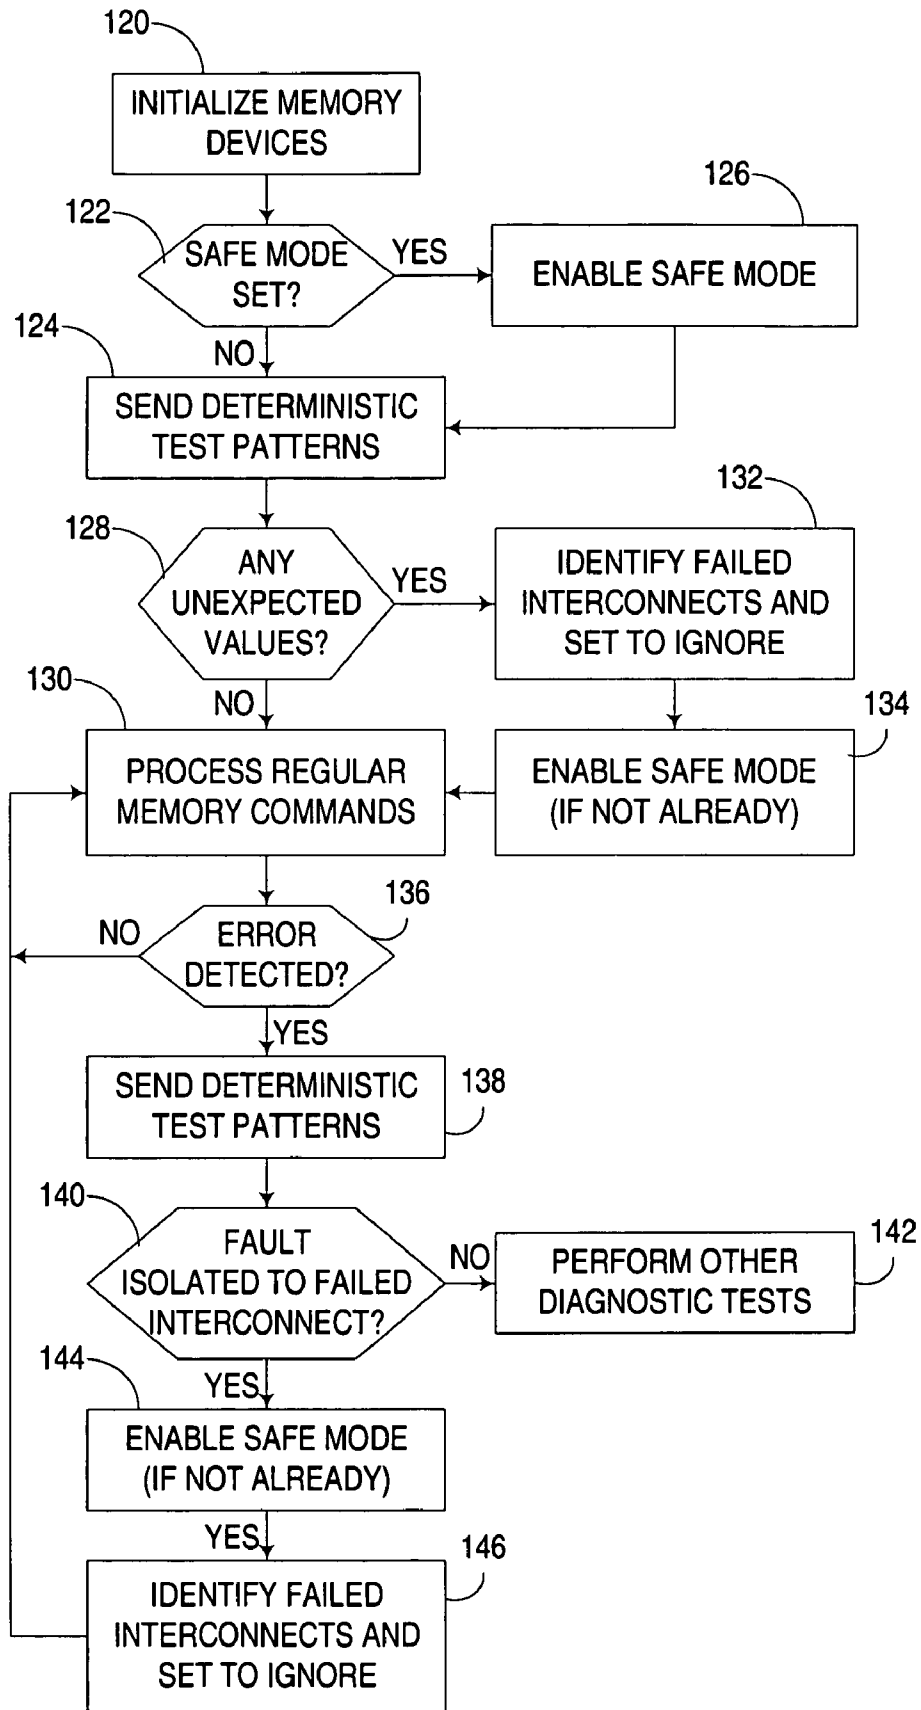 120
INITIALIZE MEMORY
DEVICES
126
122
SAFE MODE
SET?
YES
ENABLE SAFE MODE
124
NO
SEND DETERMINISTIC
TEST PATTERNS
132
128
ANY
UNEXPECTED
VALUES?
YES
IDENTIFY FAILED
INTERCONNECTS AND
SET TO IGNORE
130
NO
134
PROCESS REGULAR
MEMORY COMMANDS
ENABLE SAFE MODE
(IF NOT ALREADY)
136
NO
ERROR
DETECTED?
YES
SEND DETERMINISTIC
TEST PATTERNS
138
140
FAULT
ISOLATED TO FAILED
INTERCONNECT?
NO
PERFORM OTHER
DIAGNOSTIC TESTS
142
144
YES
ENABLE SAFE MODE
(IF NOT ALREADY)
YES
146
IDENTIFY FAILED
INTERCONNECTS AND
SET TO IGNORE